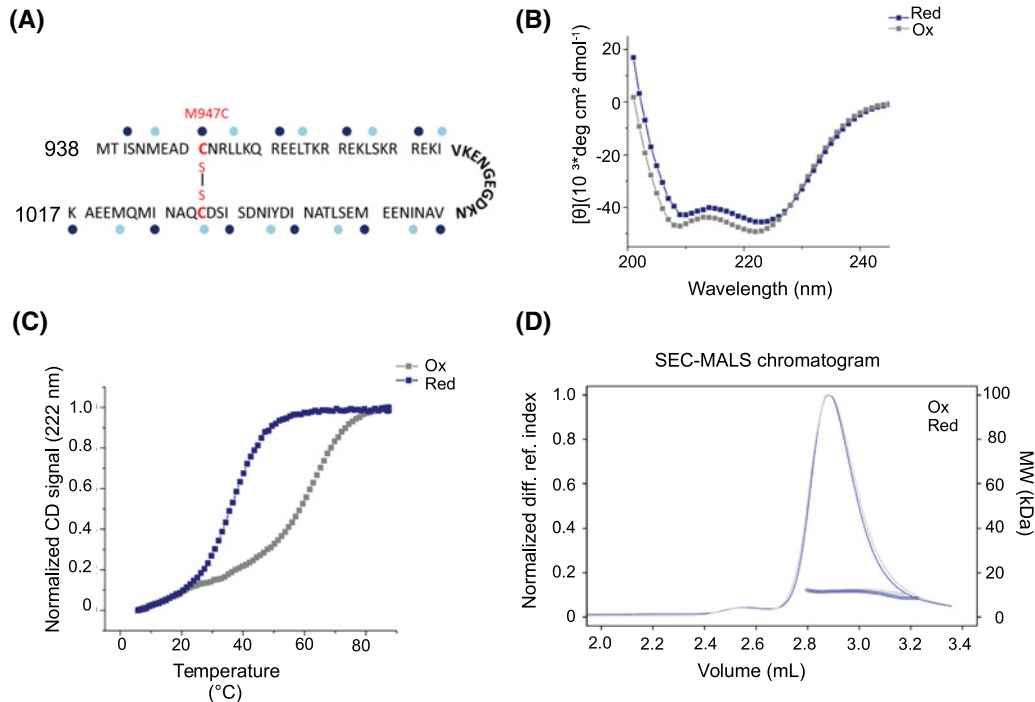 (A)
M947C
938 MT ISNMEAD CNRLLKQ REELTKR REKLSKR REKI VKENGEGDKN
S
S
1017 K AEEMQMI NAQCDSI SDNIYDI NATLSEM EENINAV
(B)
Red
Ox
20
0
-20
-40
-60
[θ](10 ³*deg cm² dmol⁻¹)
200 220 240
Wavelength (nm)
(C)
Ox
Red
1.0
0.8
0.6
0.4
0.2
0
Normalized CD signal (222 nm)
0 20 40 60 80
Temperature
(°C)
(D)
SEC-MALS chromatogram
Ox
Red
1.0
0.8
0.6
0.4
0.2
0
Normalized diff. ref. index
100
80
60
40
20
0
MW (kDa)
2.0 2.2 2.4 2.6 2.8 3.0 3.2 3.4
Volume (mL)